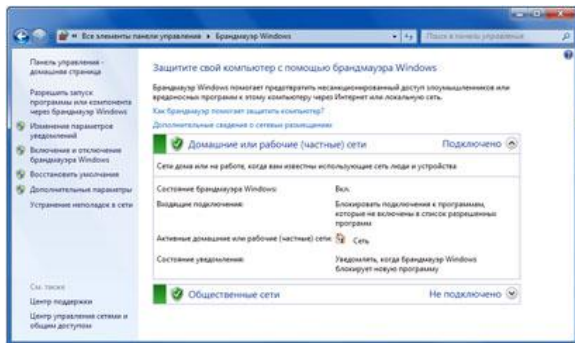 Все элементы панели управления
Брандмауэр Windows
Поиск в панели управления
Панель управления -
домашняя страница
Разрешить запуск
программы или компонента
через брандмауэр Windows
Изменение параметров
уведомлений
Включение и отключение
брандмауэра Windows
Восстановить умолчания
Дополнительные параметры
Устранение неполадок в сети
См. также
Центр поддержки
Центр управления сетями и
общим доступом
Защитите свой компьютер с помощью брандмауэра Windows
Брандмауэр Windows помогает предотвратить несанкционированный доступ злоумышленников или
вредоносных программ к этому компьютеру через Интернет или локальную сеть.
Как брандмауэр помогает защитить компьютер?
Дополнительные сведения о сетевых размещениях
Домашние или рабочие (частные) сети Подключено
Сети дома или на работе, когда вам известны использующие сеть люди и устройства
Состояние брандмауэра Windows: Вкл.
Входящие подключения: Блокировать подключения к программам,
которые не включены в список разрешенных
программ
Активные домашние или рабочие (частные) сети: Сеть
Состояние уведомления: Уведомлять, когда брандмауэр Windows
блокирует новую программу
Общественные сети Не подключено